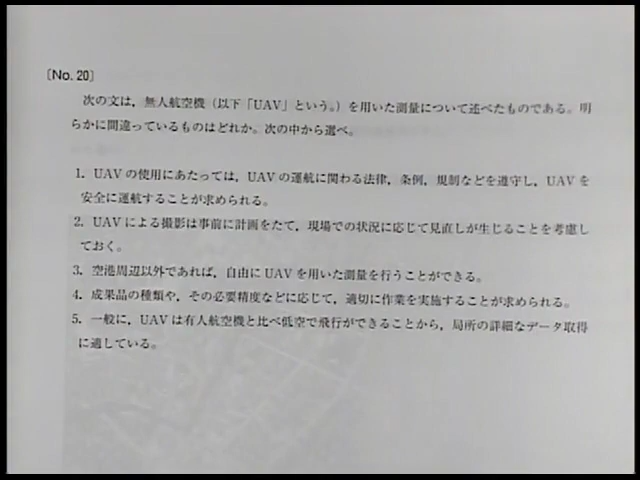 〔No. 20〕
次の文は，無人航空機（以下「UAV」という。）を用いた測量について述べたものである。明
らかに間違っているものはどれか。次の中から選べ。
1. UAV の使用にあたっては，UAV の運航に関わる法律，条例，規制などを遵守し，UAV を
安全に運航することが求められる。
2. UAV による撮影は事前に計画をたて，現場での状況に応じて見直しが生じることを考慮し
ておく。
3. 空港周辺以外であれば，自由に UAV を用いた測量を行うことができる。
4. 成果品の種類や，その必要精度などに応じて，適切に作業を実施することが求められる。
5. 一般に，UAV は有人航空機と比べ低空で飛行ができることから，局所の詳細なデータ取得
に適している。